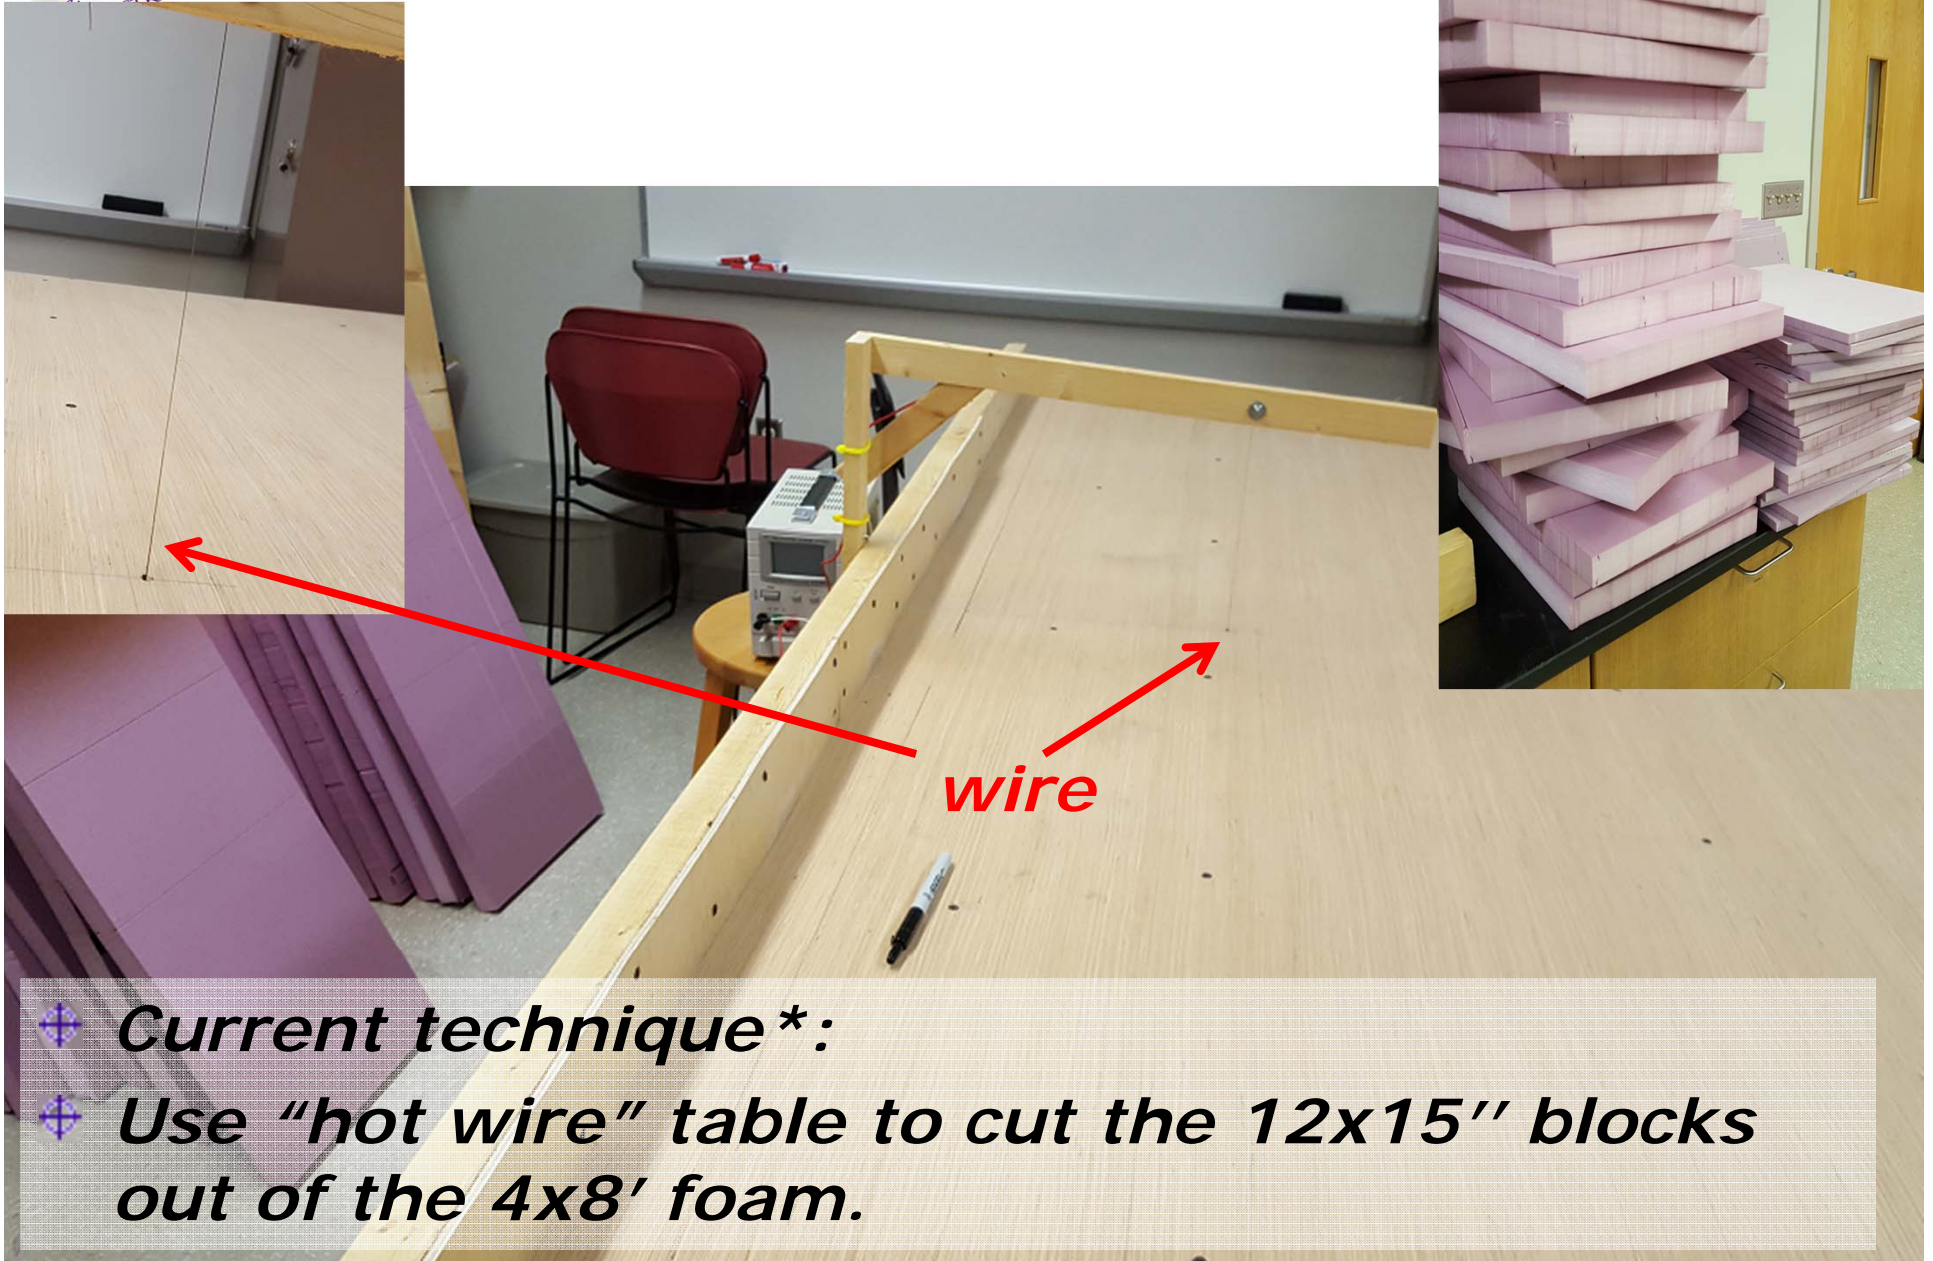 wire
Current technique*:
Use “hot wire” table to cut the 12x15’’ blocks
out of the 4x8’ foam.